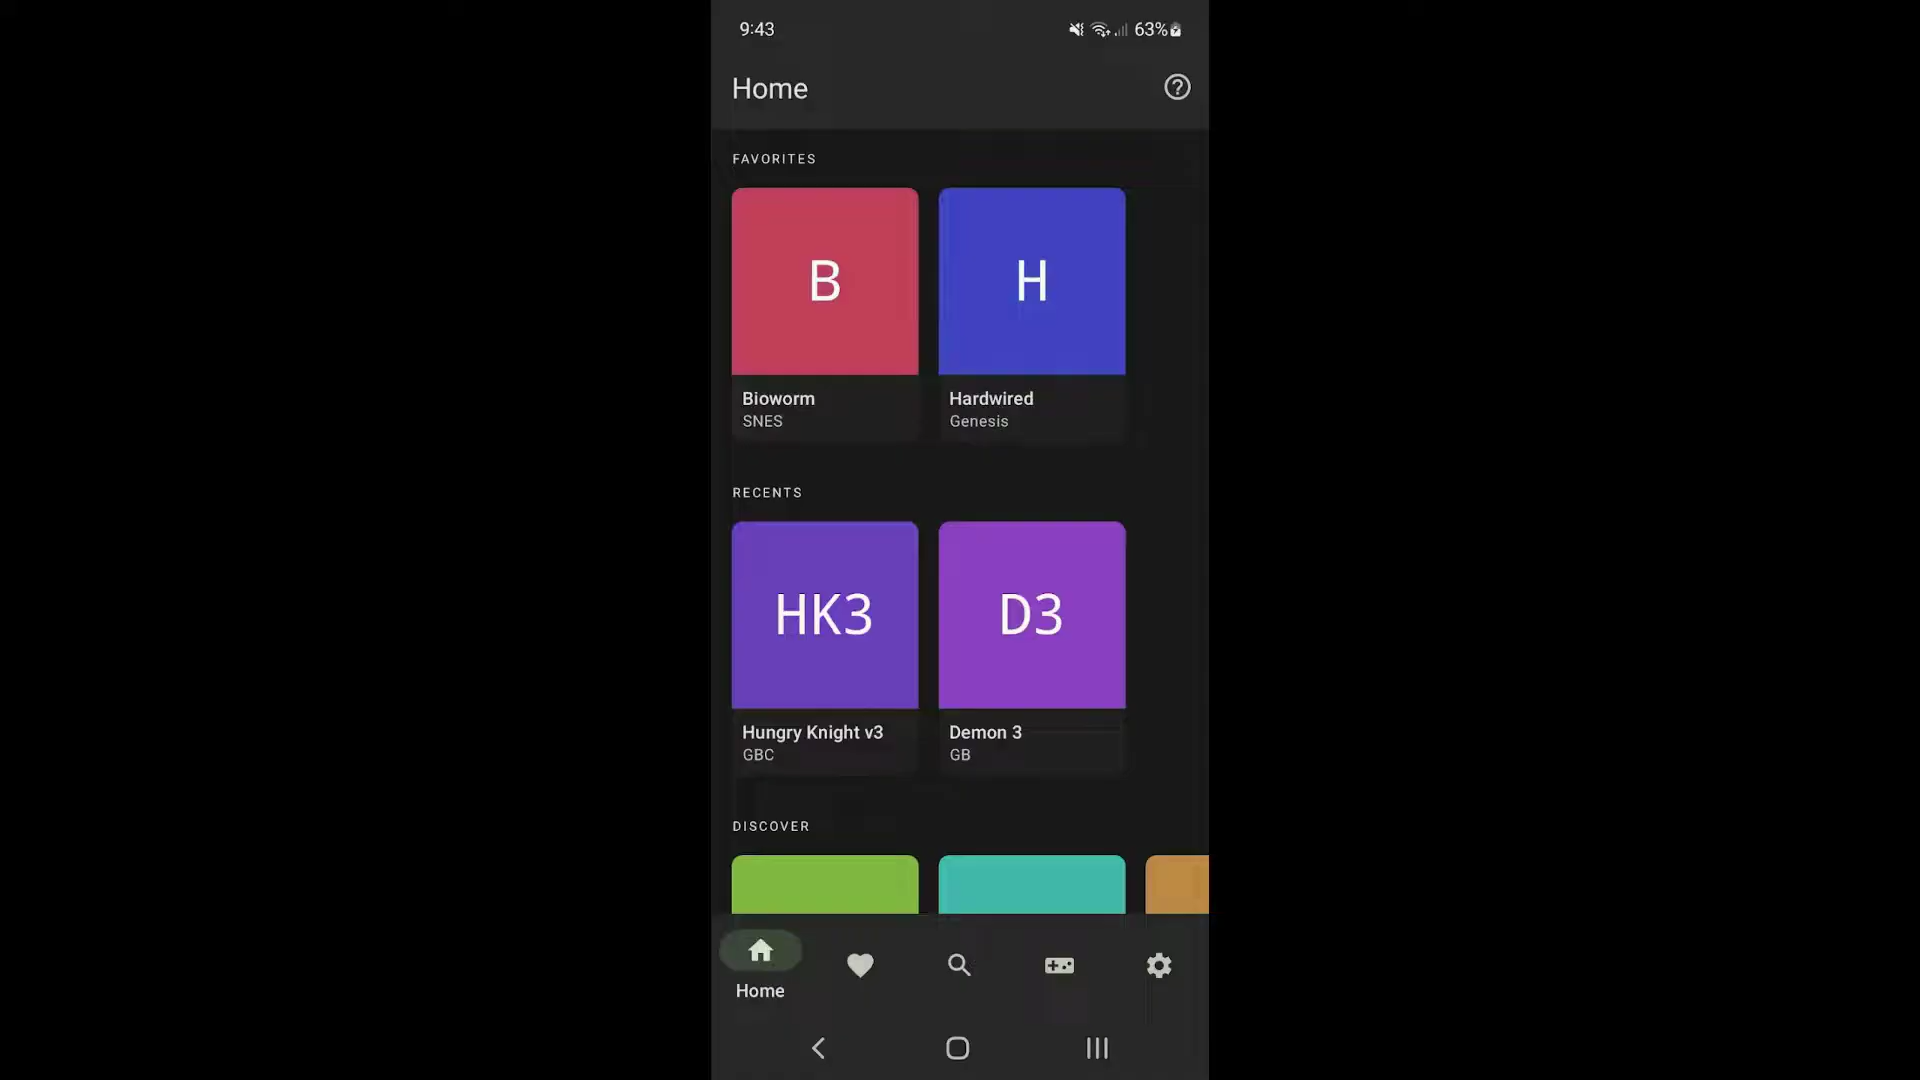 9:43
63%
Home
FAVORITES
B
H
Bioworm
SNES
Hardwired
Genesis
RECENTS
HK3
D3
Hungry Knight v3
GBC
Demon 3
GB
DISCOVER
Home